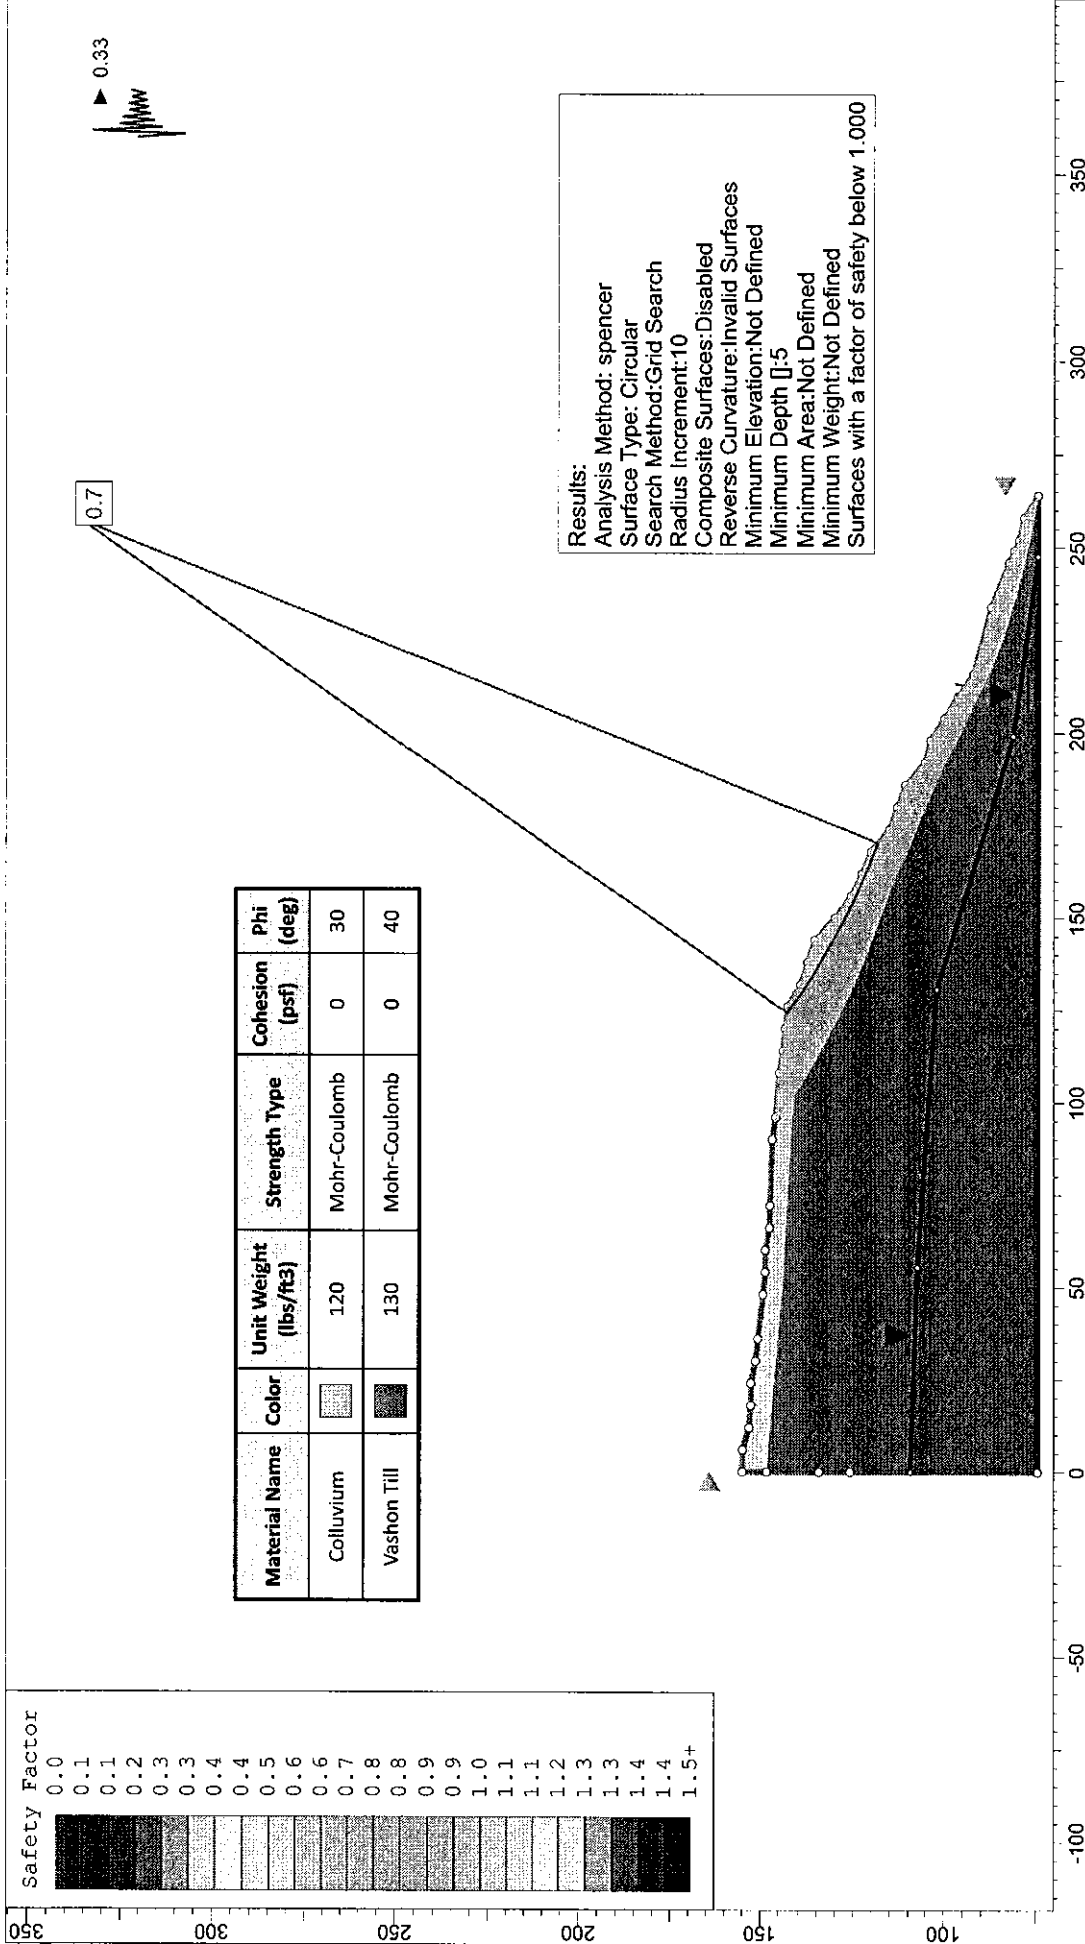 Safety Factor
0.0
0.1
0.1
0.2
0.3
0.3
0.4
0.4
0.5
0.6
0.6
0.7
0.8
0.8
0.9
0.9
1.0
1.1
1.1
1.2
1.3
1.3
1.4
1.4
1.5+
Material Name Color Unit Weight (lbs/ft3) Strength Type Cohesion (psf) Phi (deg)
Colluvium 120 Mohr-Coulomb 0 30
Vashon Till 130 Mohr-Coulomb 0 40
0.7
0.33
Results:
Analysis Method: spencer
Surface Type: Circular
Search Method:Grid Search
Radius Increment:10
Composite Surfaces:Disabled
Reverse Curvature:Invalid Surfaces
Minimum Elevation:Not Defined
Minimum Depth []:5
Minimum Area:Not Defined
Minimum Weight:Not Defined
Surfaces with a factor of safety below 1.000
350
300
250
200
150
100
-100 -50 0 50 100 150 200 250 300 350